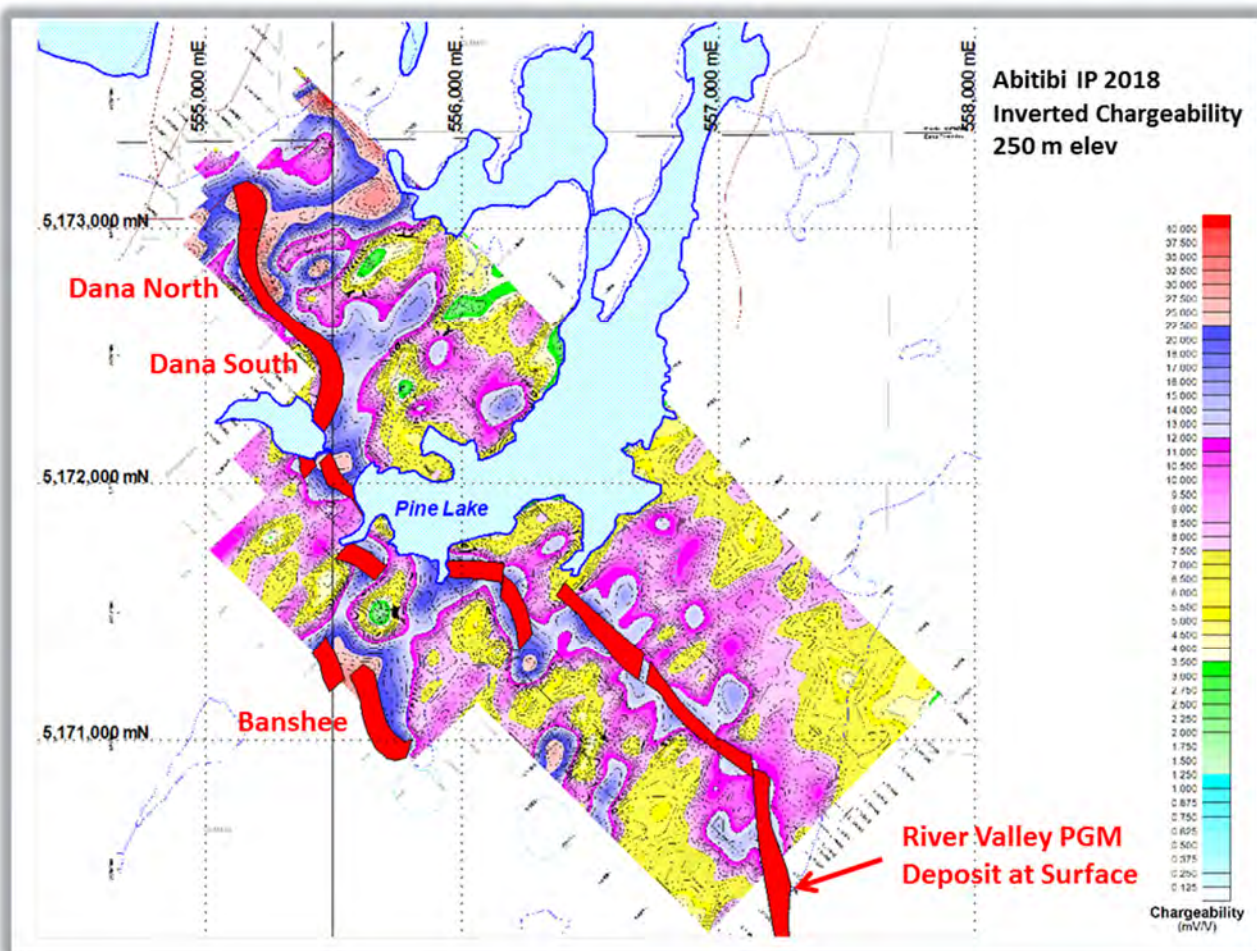 555,000 mE
556,000 mE
557,000 mE
558,000 mE
Abitibi IP 2018
Inverted Chargeability
250 m elev
5,173,000 mN
Dana North
Dana South
5,172,000 mN
Pine Lake
Banshee
5,171,000 mN
River Valley PGM
Deposit at Surface
40.000
37.500
35.000
32.500
30.000
27.500
25.000
22.500
20.000
18.000
17.000
16.000
15.000
14.000
13.000
12.000
11.000
10.500
10.000
9.500
9.000
8.500
8.000
7.500
7.000
6.500
6.000
5.500
5.000
4.500
4.000
3.500
3.000
2.750
2.500
2.250
2.000
1.750
1.500
1.250
1.000
0.875
0.750
0.625
0.500
0.375
0.250
0.125
Chargeability
(mV/V)